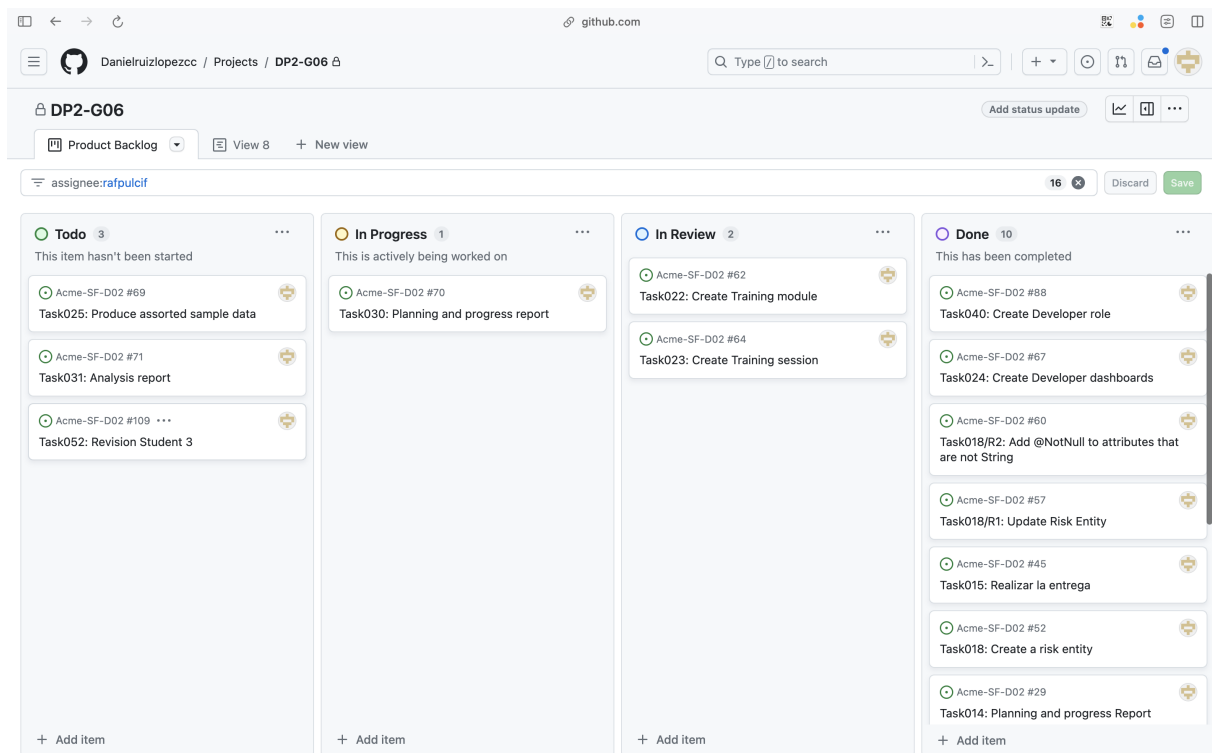 github.com
Danielruizlopezcc / Projects / DP2-G06
Type / to search
DP2-G06
Add status update
Product Backlog
View 8
New view
assignee:rafpulcif
16
Discard
Save
Todo 3
This item hasn't been started
Acme-SF-D02 #69
Task025: Produce assorted sample data
Acme-SF-D02 #71
Task031: Analysis report
Acme-SF-D02 #109
Task052: Revision Student 3
Add item
In Progress 1
This is actively being worked on
Acme-SF-D02 #70
Task030: Planning and progress report
Add item
In Review 2
Acme-SF-D02 #62
Task022: Create Training module
Acme-SF-D02 #64
Task023: Create Training session
Add item
Done 10
This has been completed
Acme-SF-D02 #88
Task040: Create Developer role
Acme-SF-D02 #67
Task024: Create Developer dashboards
Acme-SF-D02 #60
Task018/R2: Add @NotNull to attributes that
are not String
Acme-SF-D02 #57
Task018/R1: Update Risk Entity
Acme-SF-D02 #45
Task015: Realizar la entrega
Acme-SF-D02 #52
Task018: Create a risk entity
Acme-SF-D02 #29
Task014: Planning and progress Report
Add item